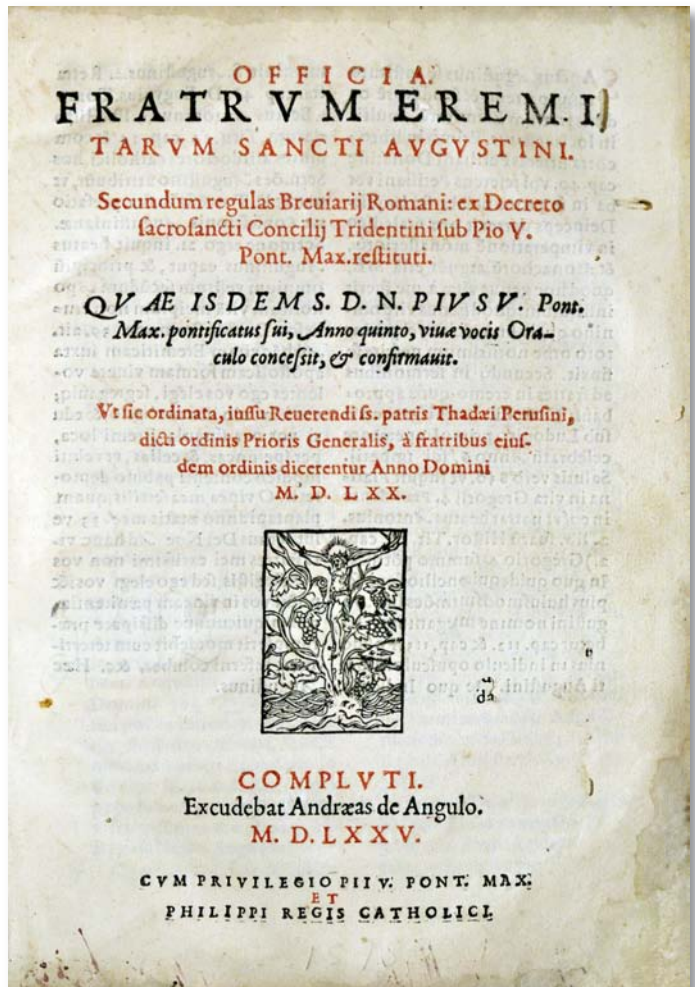 OFFICIA.
FRATRVM EREMI
TARVM SANCTI AVGVSTINI.
Secundum regulas Breuiarij Romani: ex Decreto
sacrosancti Concilij Tridentini sub Pio V.
Pont. Max. restituti.
QVAE ISDEM S. D. N. PIVS V. Pont.
Max. pontificatus sui, Anno quinto, viuæ vocis Ora-
culo concessit, & confirmauit.
Vt sic ordinata, iussu Reuerendiss. patris Thadæi Perusini,
dicti ordinis Prioris Generalis, à fratribus eius-
dem ordinis dicerentur Anno Domini
M. D. LXX.
COMPLVTI.
Excudebat Andræas de Angulo.
M. D. LXXV.
CVM PRIVILEGIO PII V. PONT. MAX.
ET
PHILIPPI REGIS CATHOLICI.